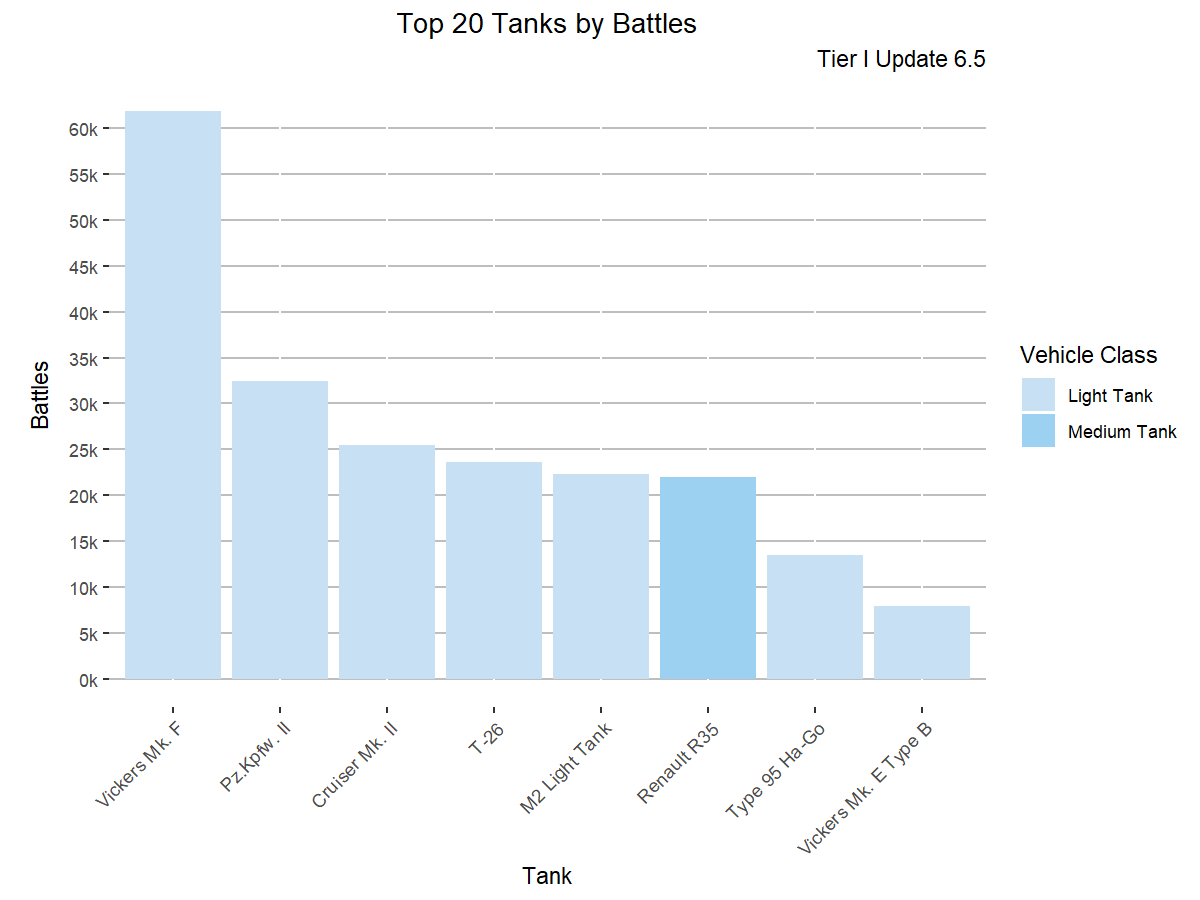 Top 20 Tanks by Battles
Tier I Update 6.5
60k
55k
50k
45k
40k
35k
30k
25k
20k
15k
10k
5k
0k
Battles
Vickers Mk. F
Pz.Kpfw. II
Cruiser Mk. II
T-26
M2 Light Tank
Renault R35
Type 95 Ha-Go
Vickers Mk. E Type B
Tank
Vehicle Class
Light Tank
Medium Tank